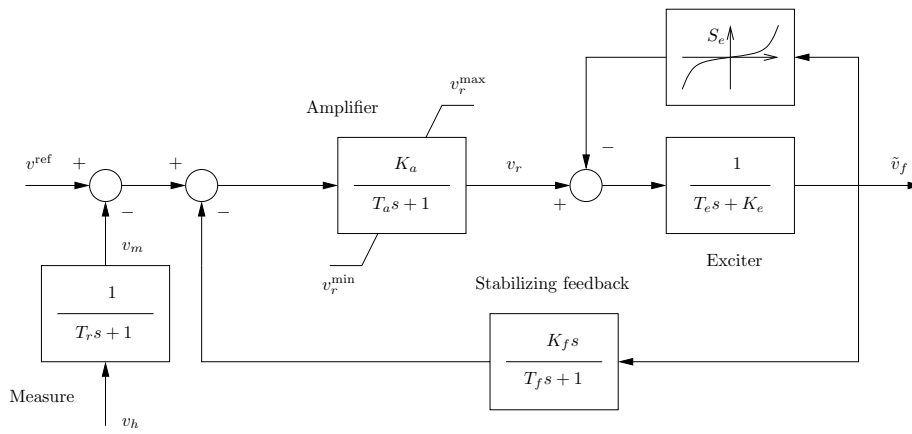 S_e
v_r^max
Amplifier
v^ref
+
+
K_a
T_a s + 1
v_r
−
1
T_e s + K_e
ṽ_f
−
−
+
v_m
v_r^min
Exciter
Stabilizing feedback
1
T_r s + 1
K_f s
T_f s + 1
Measure
v_h